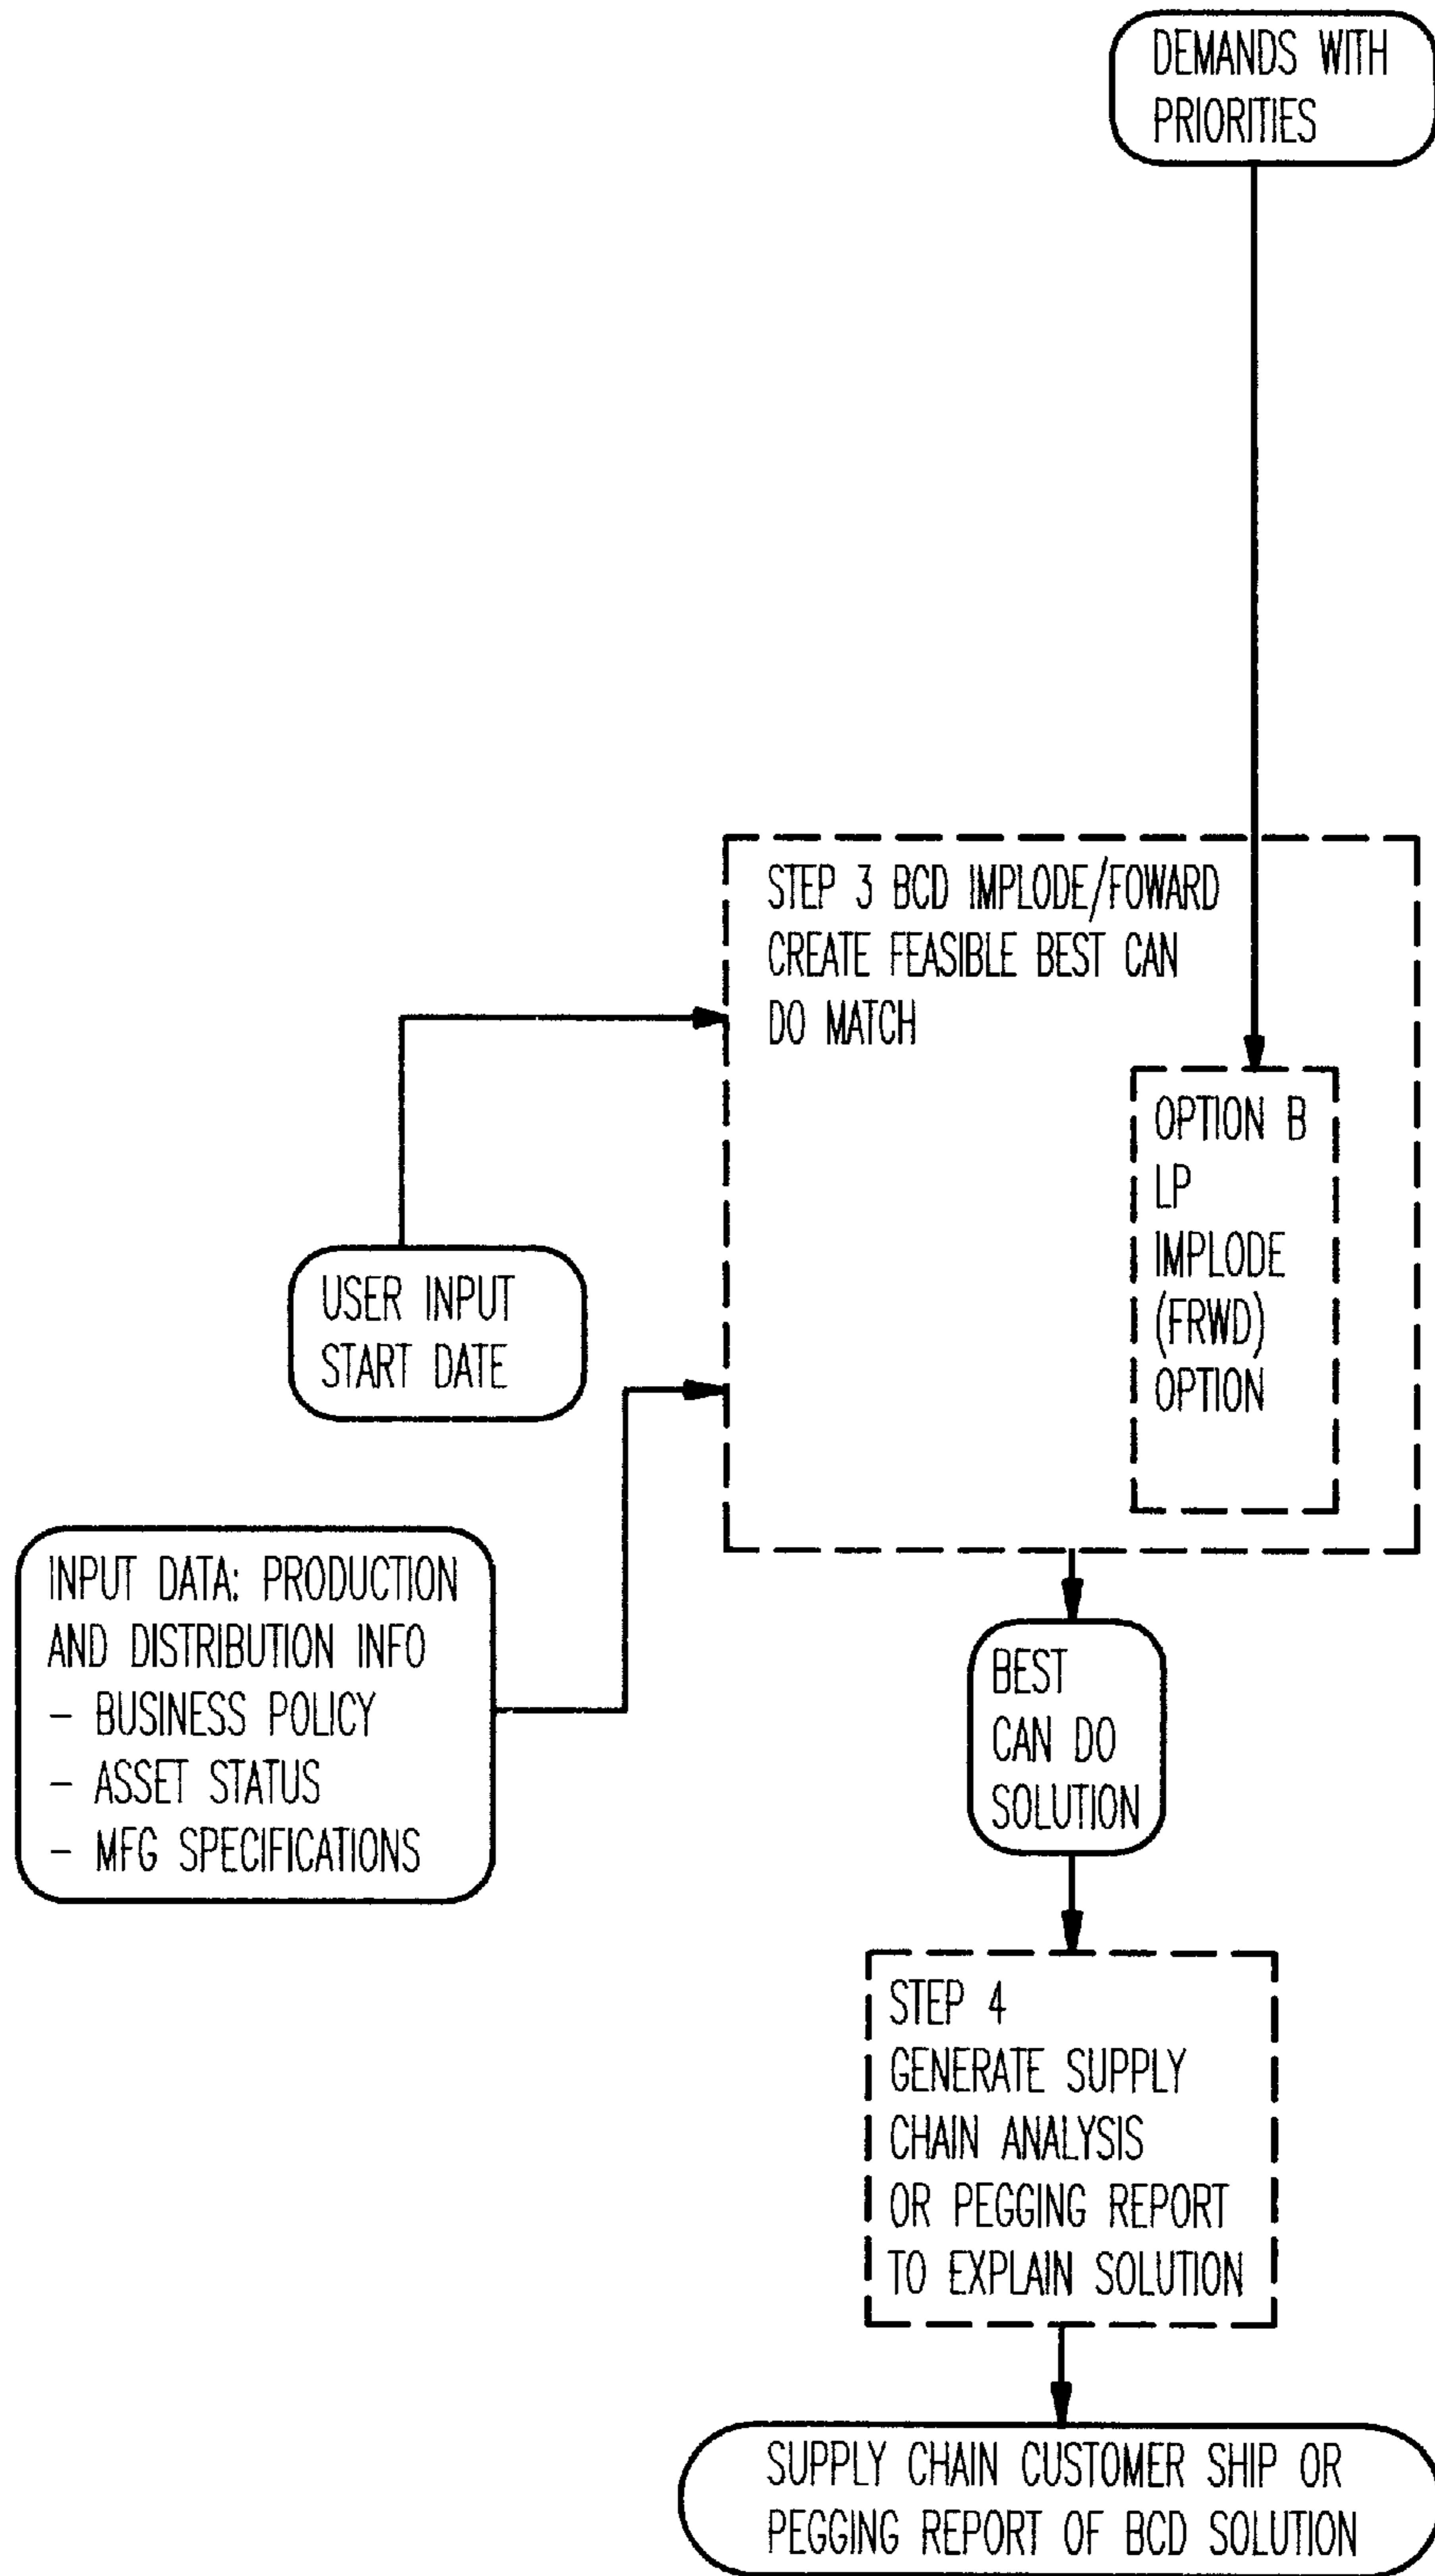 DEMANDS WITH
PRIORITIES
STEP 3 BCD IMPLODE/FOWARD
CREATE FEASIBLE BEST CAN
DO MATCH
OPTION B
LP
IMPLODE
(FRWD)
OPTION
USER INPUT
START DATE
INPUT DATA: PRODUCTION
AND DISTRIBUTION INFO
- BUSINESS POLICY
- ASSET STATUS
- MFG SPECIFICATIONS
BEST
CAN DO
SOLUTION
STEP 4
GENERATE SUPPLY
CHAIN ANALYSIS
OR PEGGING REPORT
TO EXPLAIN SOLUTION
SUPPLY CHAIN CUSTOMER SHIP OR
PEGGING REPORT OF BCD SOLUTION